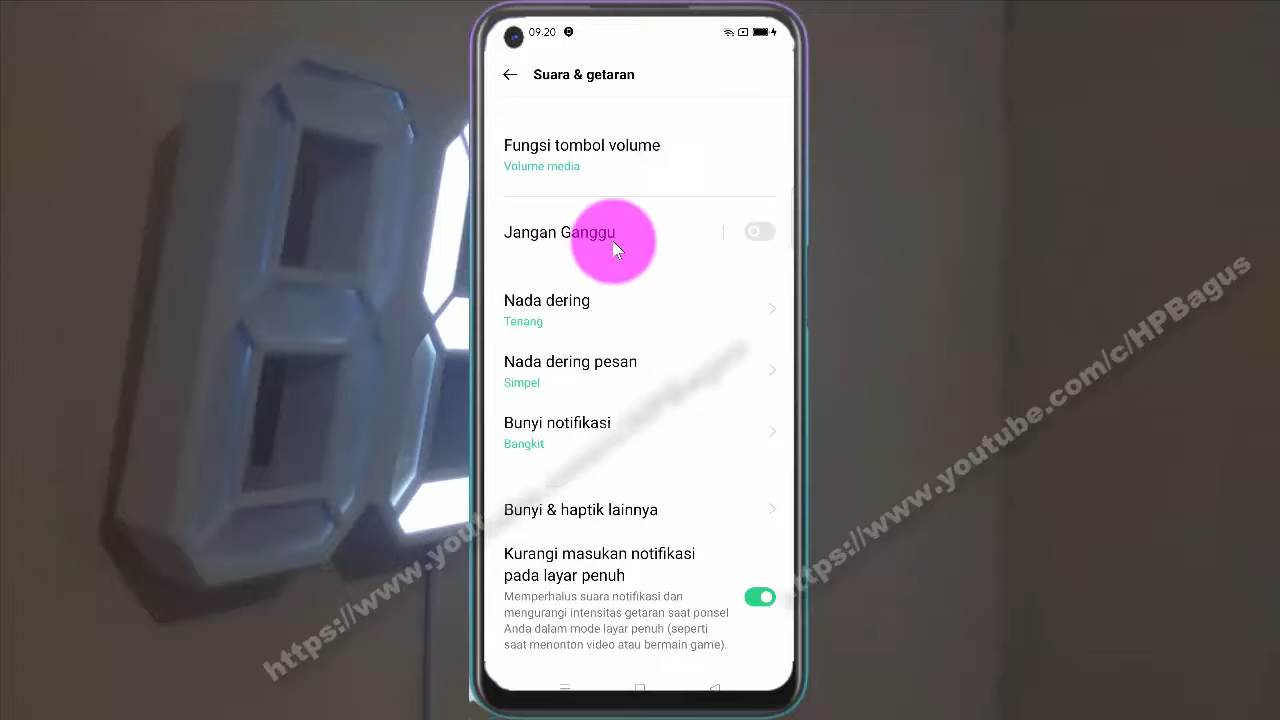 09.20
Suara & getaran
Fungsi tombol volume
Volume media
Jangan Ganggu
Nada dering
Tenang
Nada dering pesan
Simpel
Bunyi notifikasi
Bangkit
Bunyi & haptik lainnya
Kurangi masukan notifikasi
pada layar penuh
Memperhalus suara notifikasi dan
mengurangi intensitas getaran saat ponsel
Anda dalam mode layar penuh (seperti
saat menonton video atau bermain game).
https://www.you
https://www.youtube.com/c/HPBagus